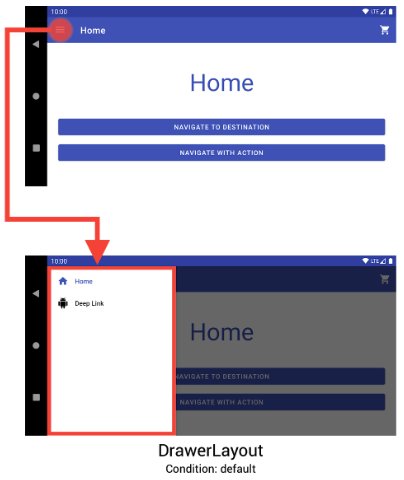 10:00
LTE
Home
Home
NAVIGATE TO DESTINATION
NAVIGATE WITH ACTION
10:00
LTE
Home
Deep Link
Home
NAVIGATE TO DESTINATION
NAVIGATE WITH ACTION
DrawerLayout
Condition: default